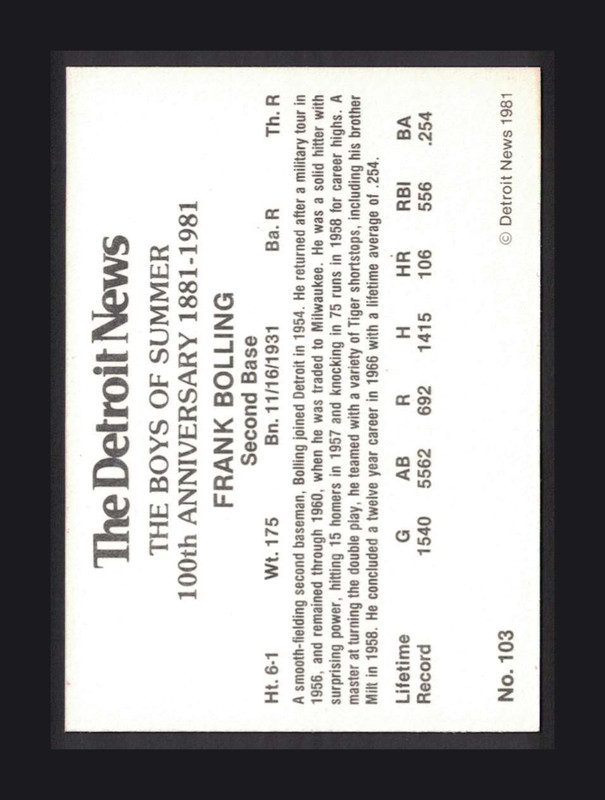 The Detroit News
THE BOYS OF SUMMER
100th ANNIVERSARY 1881-1981
FRANK BOLLING
Second Base
Ht. 6-1 Wt. 175 Bn. 11/16/1931 Ba. R Th. R
A smooth-fielding second baseman, Bolling joined Detroit in 1954. He returned after a military tour in
1956, and remained through 1960, when he was traded to Milwaukee. He was a solid hitter with
surprising power, hitting 15 homers in 1957 and knocking in 75 runs in 1958 for career highs. A
master at turning the double play, he teamed with a variety of Tiger shortstops, including his brother
Milt in 1958. He concluded a twelve year career in 1966 with a lifetime average of .254.
Lifetime G AB R H HR RBI BA
Record 1540 5562 692 1415 106 556 .254
No. 103 © Detroit News 1981